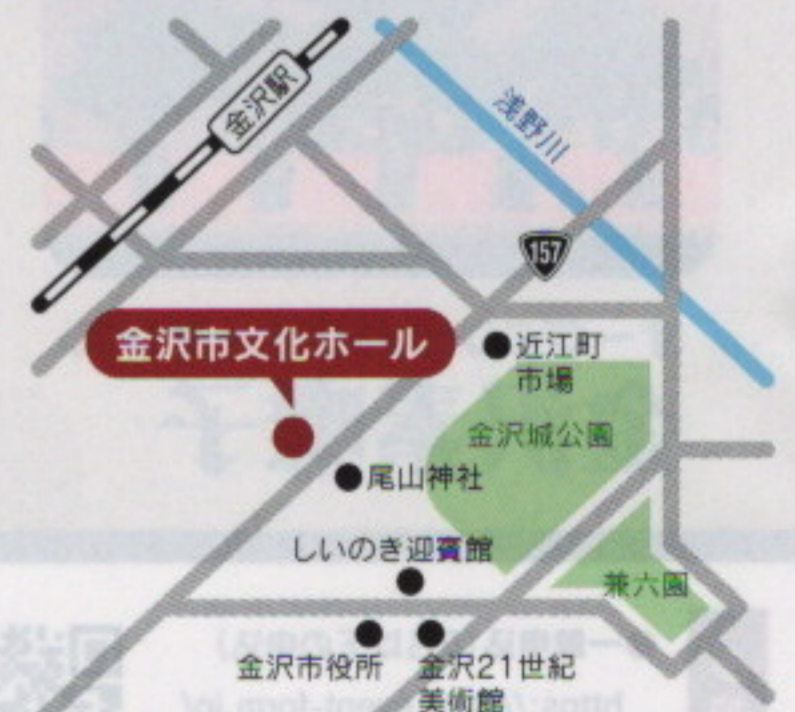 金沢駅
浅野川
157
金沢市文化ホール
近江町
市場
金沢城公園
尾山神社
しいのき迎賓館
兼六園
金沢市役所
金沢21世紀
美術館